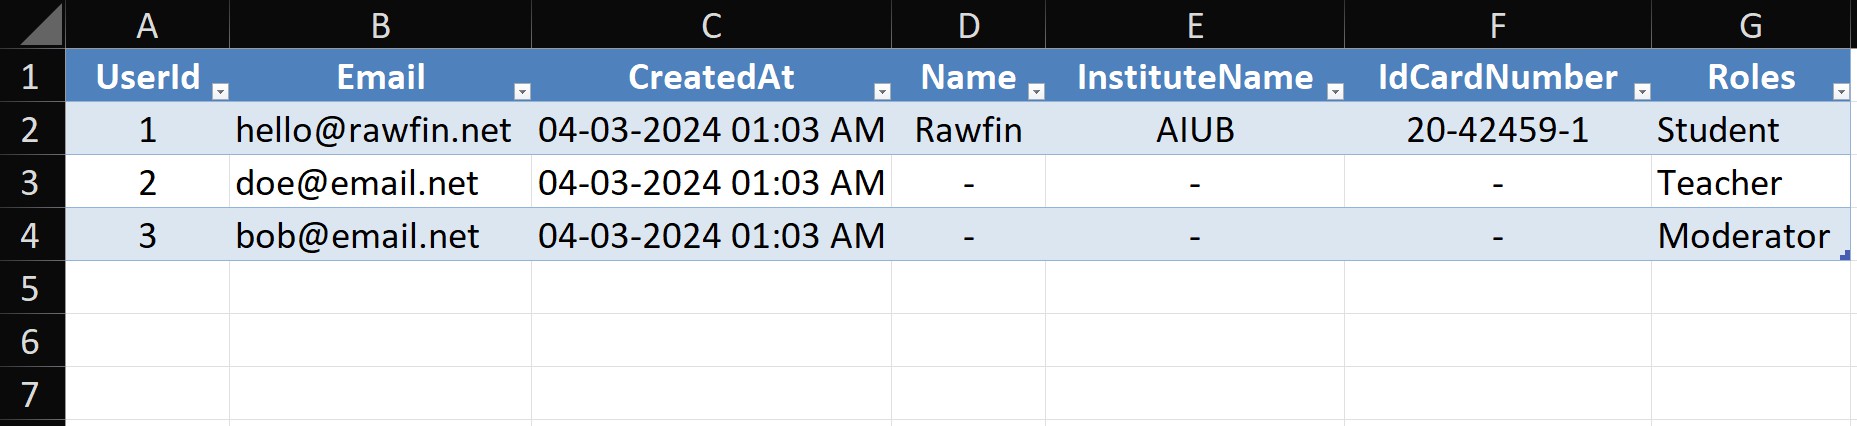 A B C D E F G
1 UserId Email CreatedAt Name InstituteName IdCardNumber Roles
2 1 hello@rawfin.net 04-03-2024 01:03 AM Rawfin AIUB 20-42459-1 Student
3 2 doe@email.net 04-03-2024 01:03 AM - - - Teacher
4 3 bob@email.net 04-03-2024 01:03 AM - - - Moderator
5
6
7